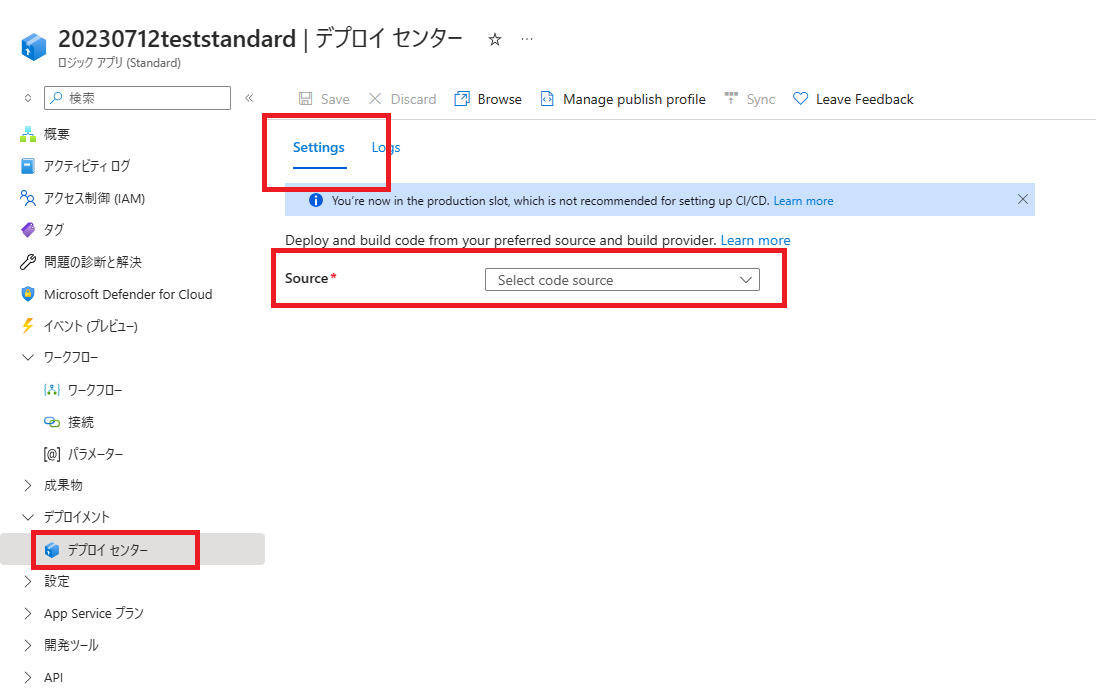 20230712teststandard | デプロイ センター
ロジック アプリ (Standard)
検索
Save Discard Browse Manage publish profile Sync Leave Feedback
概要
アクティビティ ログ
アクセス制御 (IAM)
タグ
問題の診断と解決
Microsoft Defender for Cloud
イベント (プレビュー)
ワークフロー
ワークフロー
接続
[@] パラメーター
成果物
デプロイメント
デプロイ センター
設定
App Service プラン
開発ツール
API
Settings Logs
You're now in the production slot, which is not recommended for setting up CI/CD. Learn more
Deploy and build code from your preferred source and build provider. Learn more
Source* Select code source